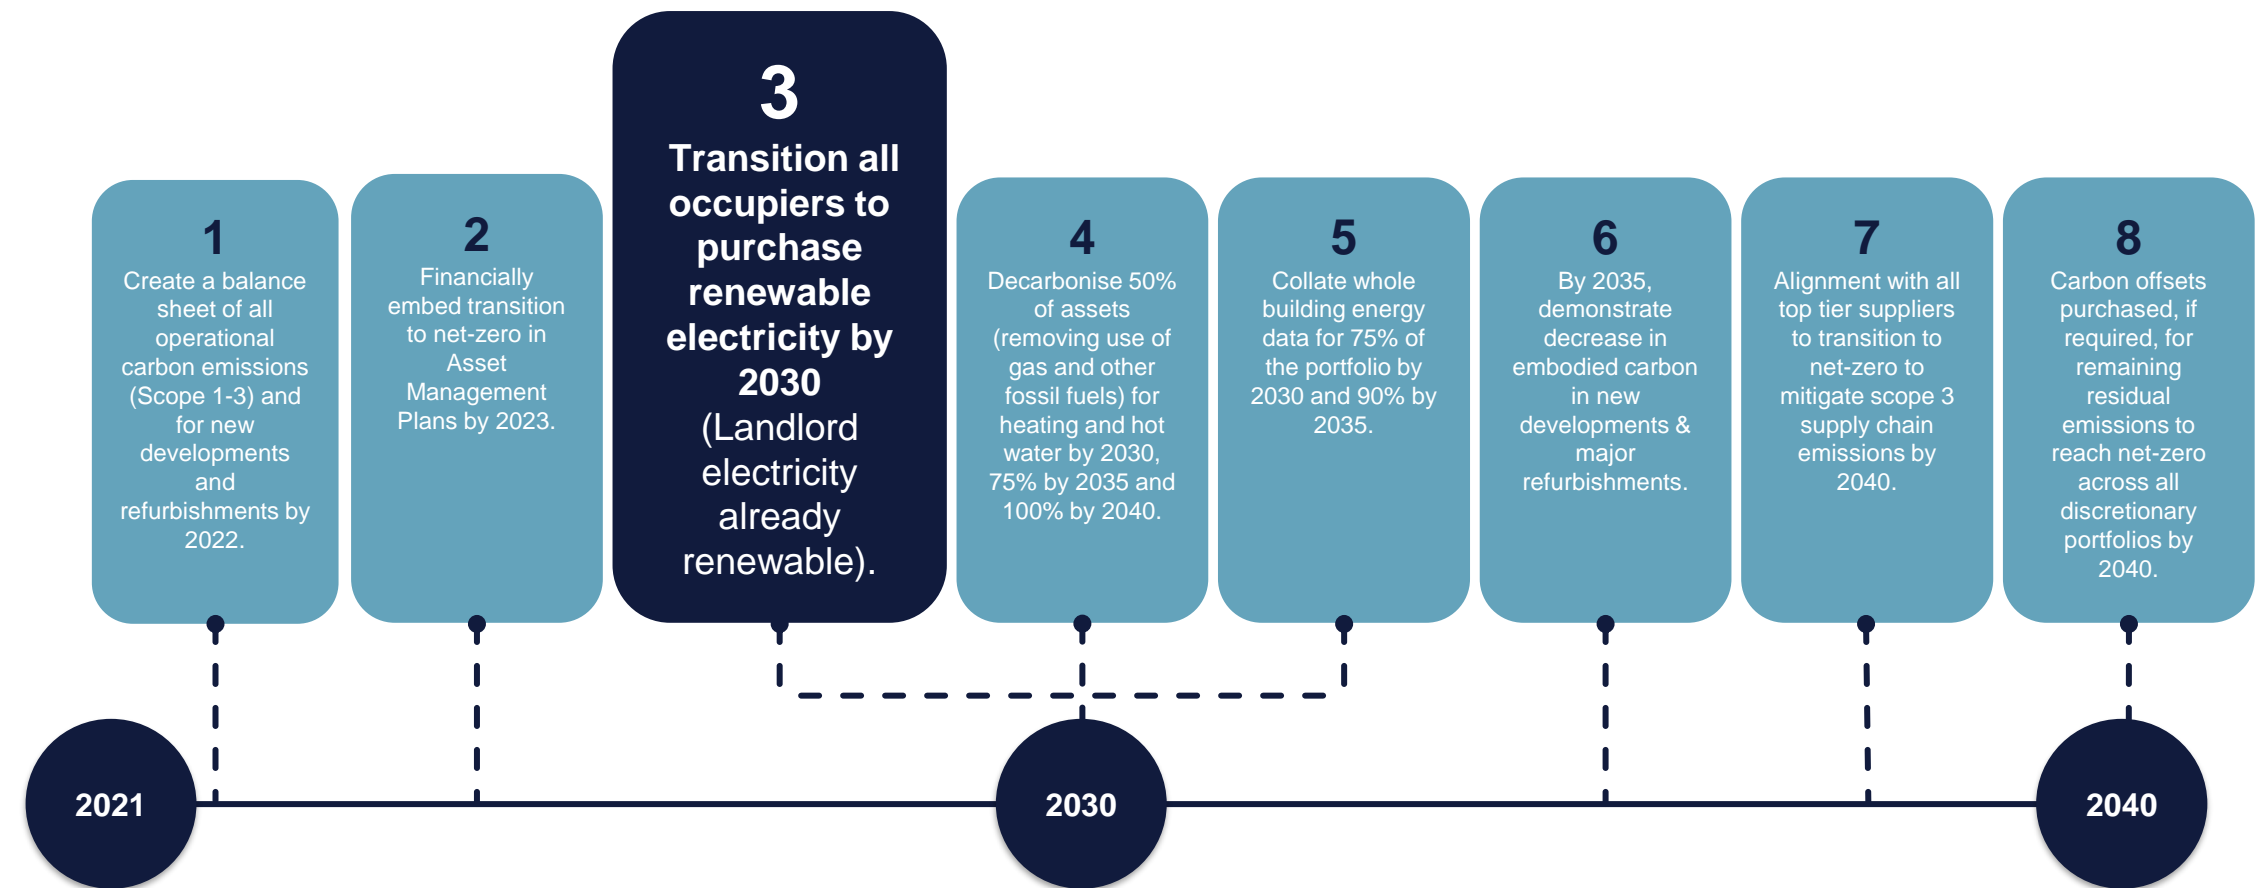 1
Create a balance
sheet of all
operational
carbon emissions
(Scope 1-3) and
for new
developments
and
refurbishments by
2022.
2
Financially
embed transition
to net-zero in
Asset
Management
Plans by 2023.
3
Transition all
occupiers to
purchase
renewable
electricity by
2030
(Landlord
electricity
already
renewable).
4
Decarbonise 50%
of assets
(removing use of
gas and other
fossil fuels) for
heating and hot
water by 2030,
75% by 2035 and
100% by 2040.
5
Collate whole
building energy
data for 75% of
the portfolio by
2030 and 90% by
2035.
6
By 2035,
demonstrate
decrease in
embodied carbon
in new
developments &
major
refurbishments.
7
Alignment with all
top tier suppliers
to transition to
net-zero to
mitigate scope 3
supply chain
emissions by
2040.
8
Carbon offsets
purchased, if
required, for
remaining
residual
emissions to
reach net-zero
across all
discretionary
portfolios by
2040.
2021
2030
2040